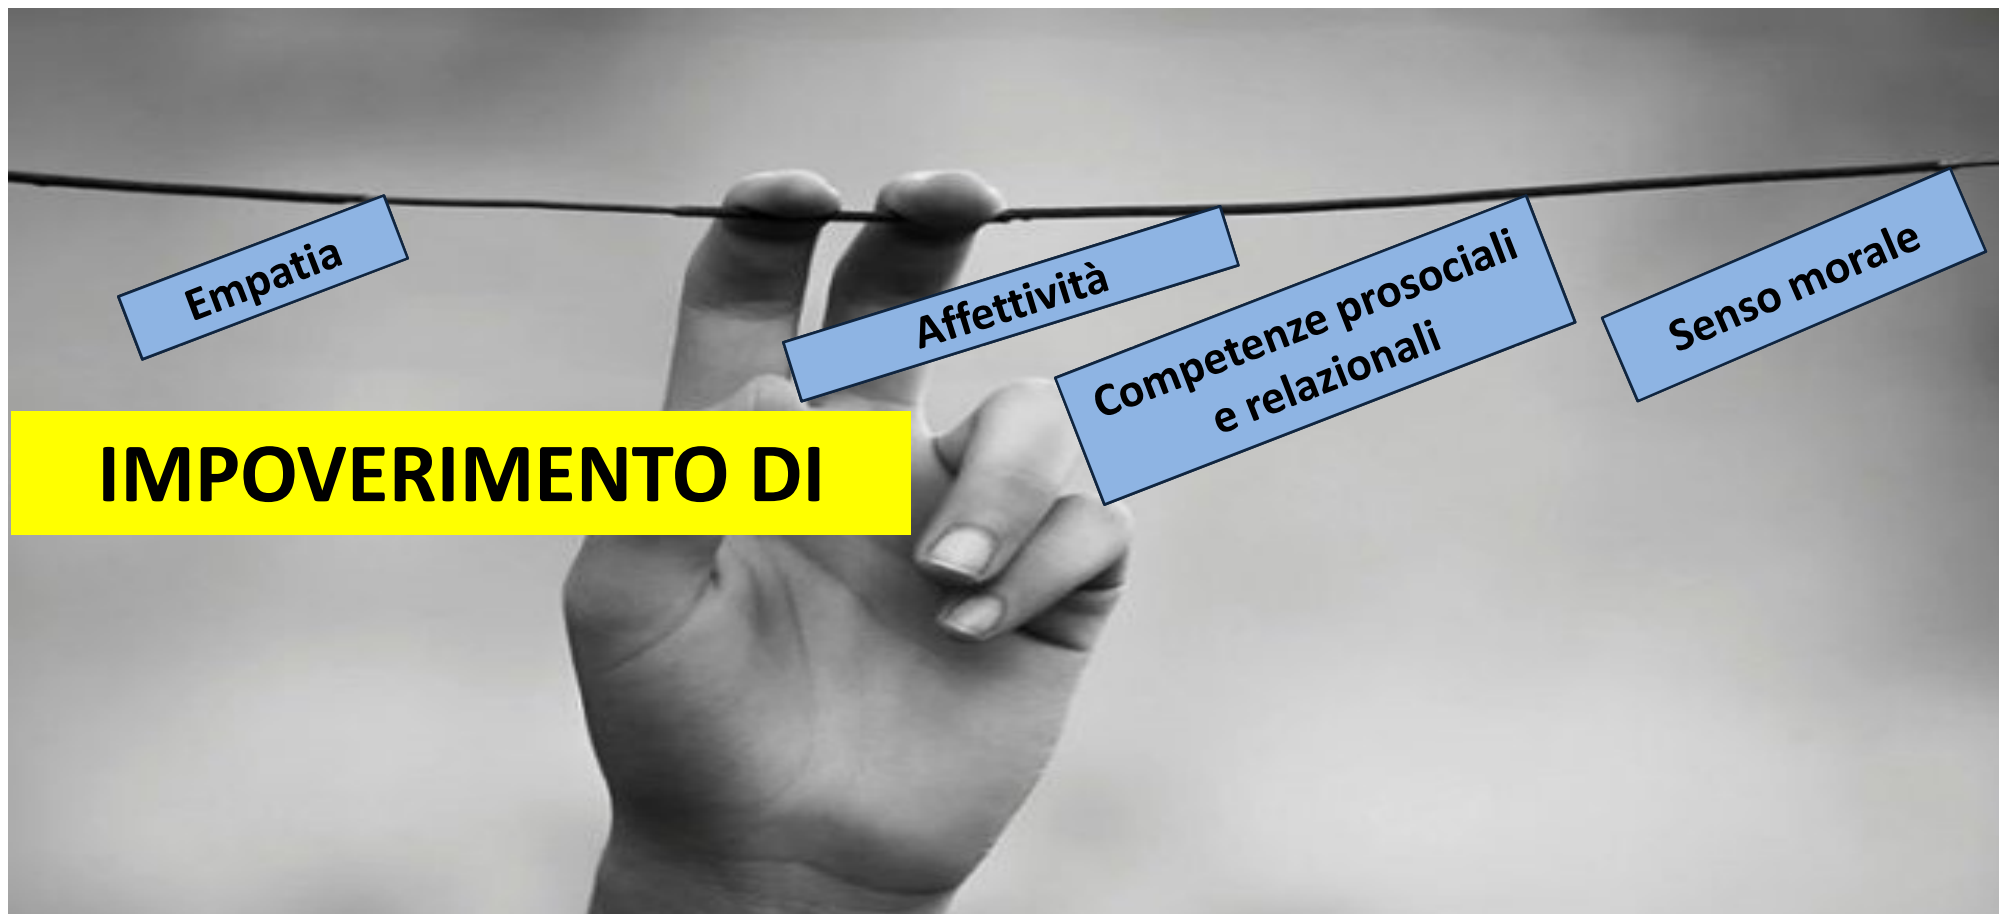 Empatia
Affettività
Competenze prosociali
e relazionali
Senso morale
IMPOVERIMENTO DI